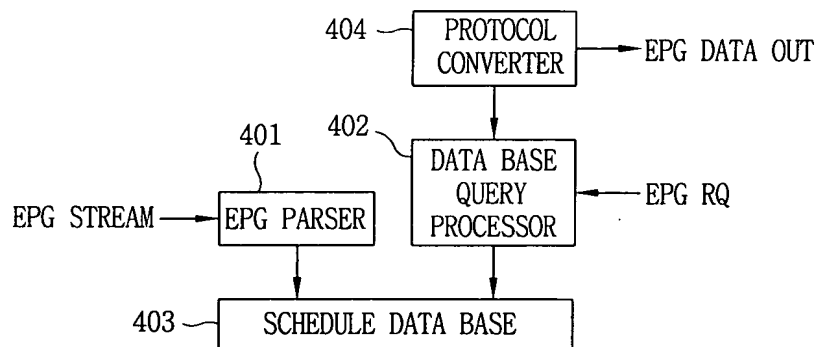 404
PROTOCOL
CONVERTER
EPG DATA OUT
402
401
DATA BASE
QUERY
PROCESSOR
EPG RQ
EPG STREAM
EPG PARSER
403
SCHEDULE DATA BASE